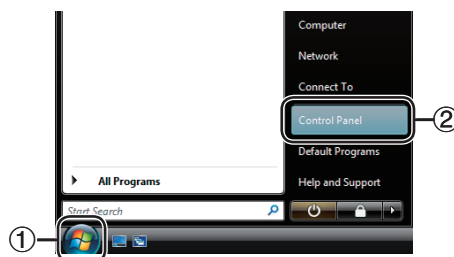 Computer
Network
Connect To
Control Panel
②
Default Programs
All Programs
Help and Support
Start Search
①